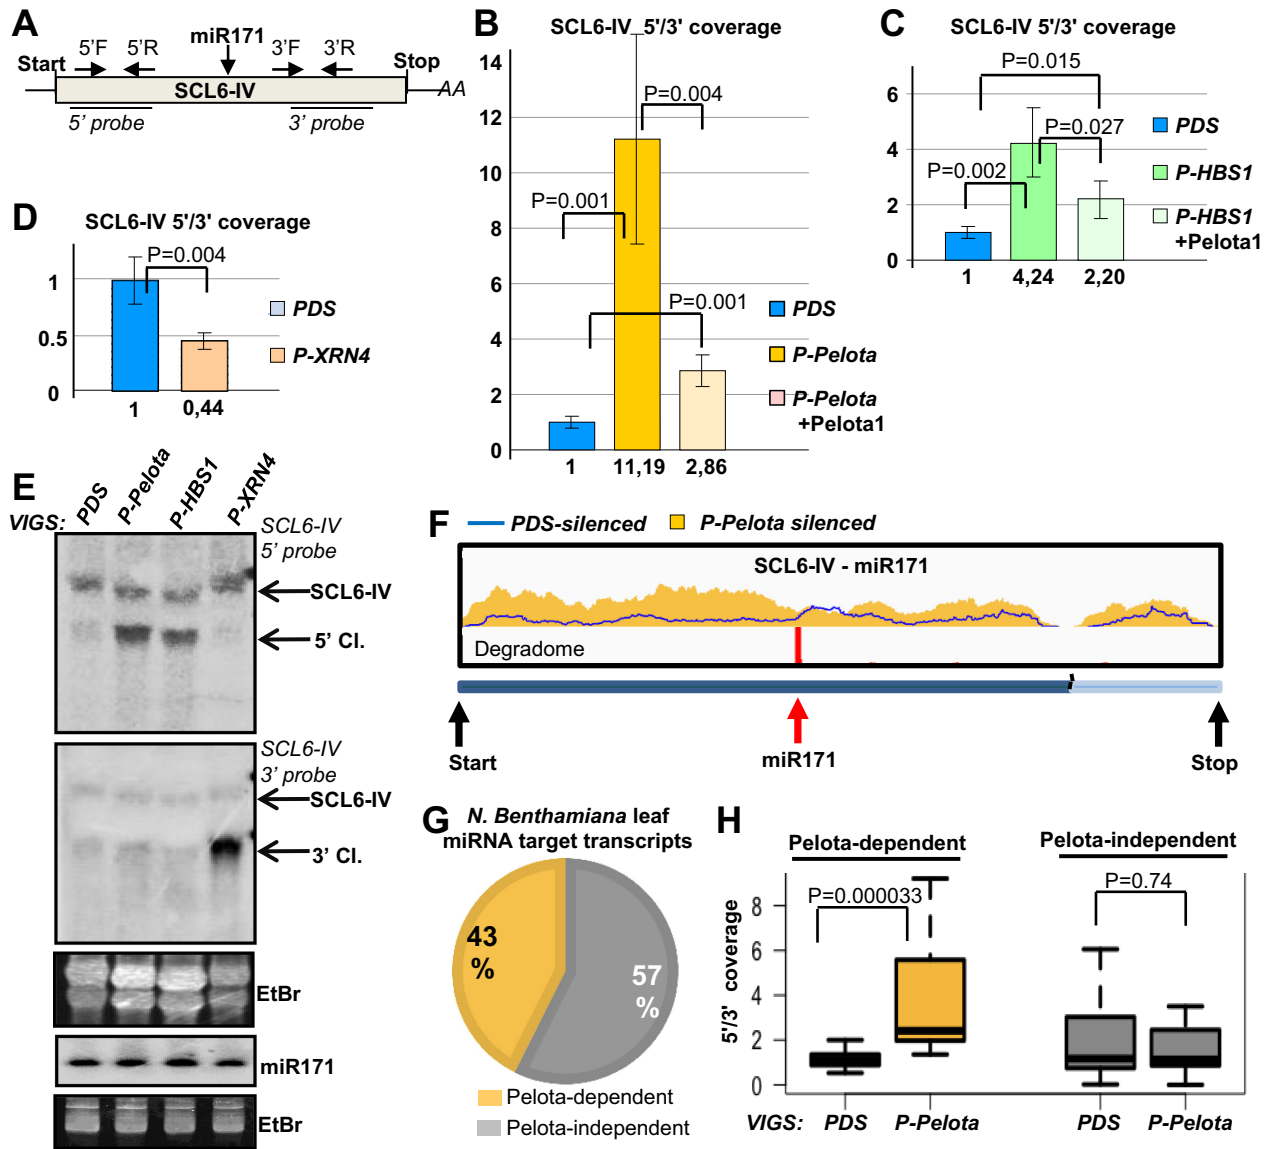 A
5'F 5'R miR171 3'F 3'R
Start Stop
SCL6-IV
AA
5' probe 3' probe
B
SCL6-IV 5'/3' coverage
14
12
10
8
6
4
2
0
P=0.004
P=0.001
P=0.001
PDS
P-Pelota
P-Pelota
+Pelota1
1 11,19 2,86
C
SCL6-IV 5'/3' coverage
P=0.015
P=0.027
P=0.002
6
4
2
0
PDS
P-HBS1
P-HBS1
+Pelota1
1 4,24 2,20
D
SCL6-IV 5'/3' coverage
P=0.004
1
0.5
0
PDS
P-XRN4
1 0,44
E
VIGS: PDS P-Pelota P-HBS1 P-XRN4
SCL6-IV
5' probe
SCL6-IV
5' Cl.
SCL6-IV
3' probe
SCL6-IV
3' Cl.
EtBr
miR171
EtBr
F
PDS-silenced P-Pelota silenced
SCL6-IV - miR171
Degradome
Start miR171 Stop
G
N. Benthamiana leaf
miRNA target transcripts
43
%
57
%
Pelota-dependent
Pelota-independent
H
Pelota-dependent Pelota-independent
P=0.000033 P=0.74
5'/3' coverage
8
6
4
2
0
VIGS: PDS P-Pelota PDS P-Pelota